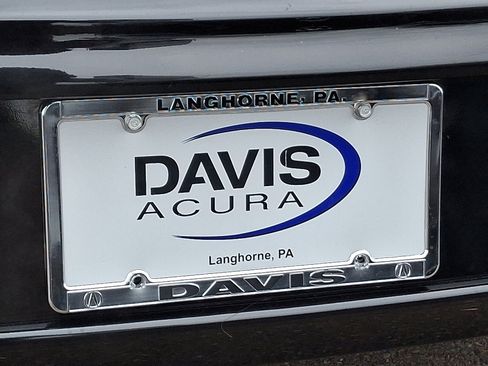 LANGHORNE, PA.
DAVIS
ACURA
Langhorne, PA
DAVIS